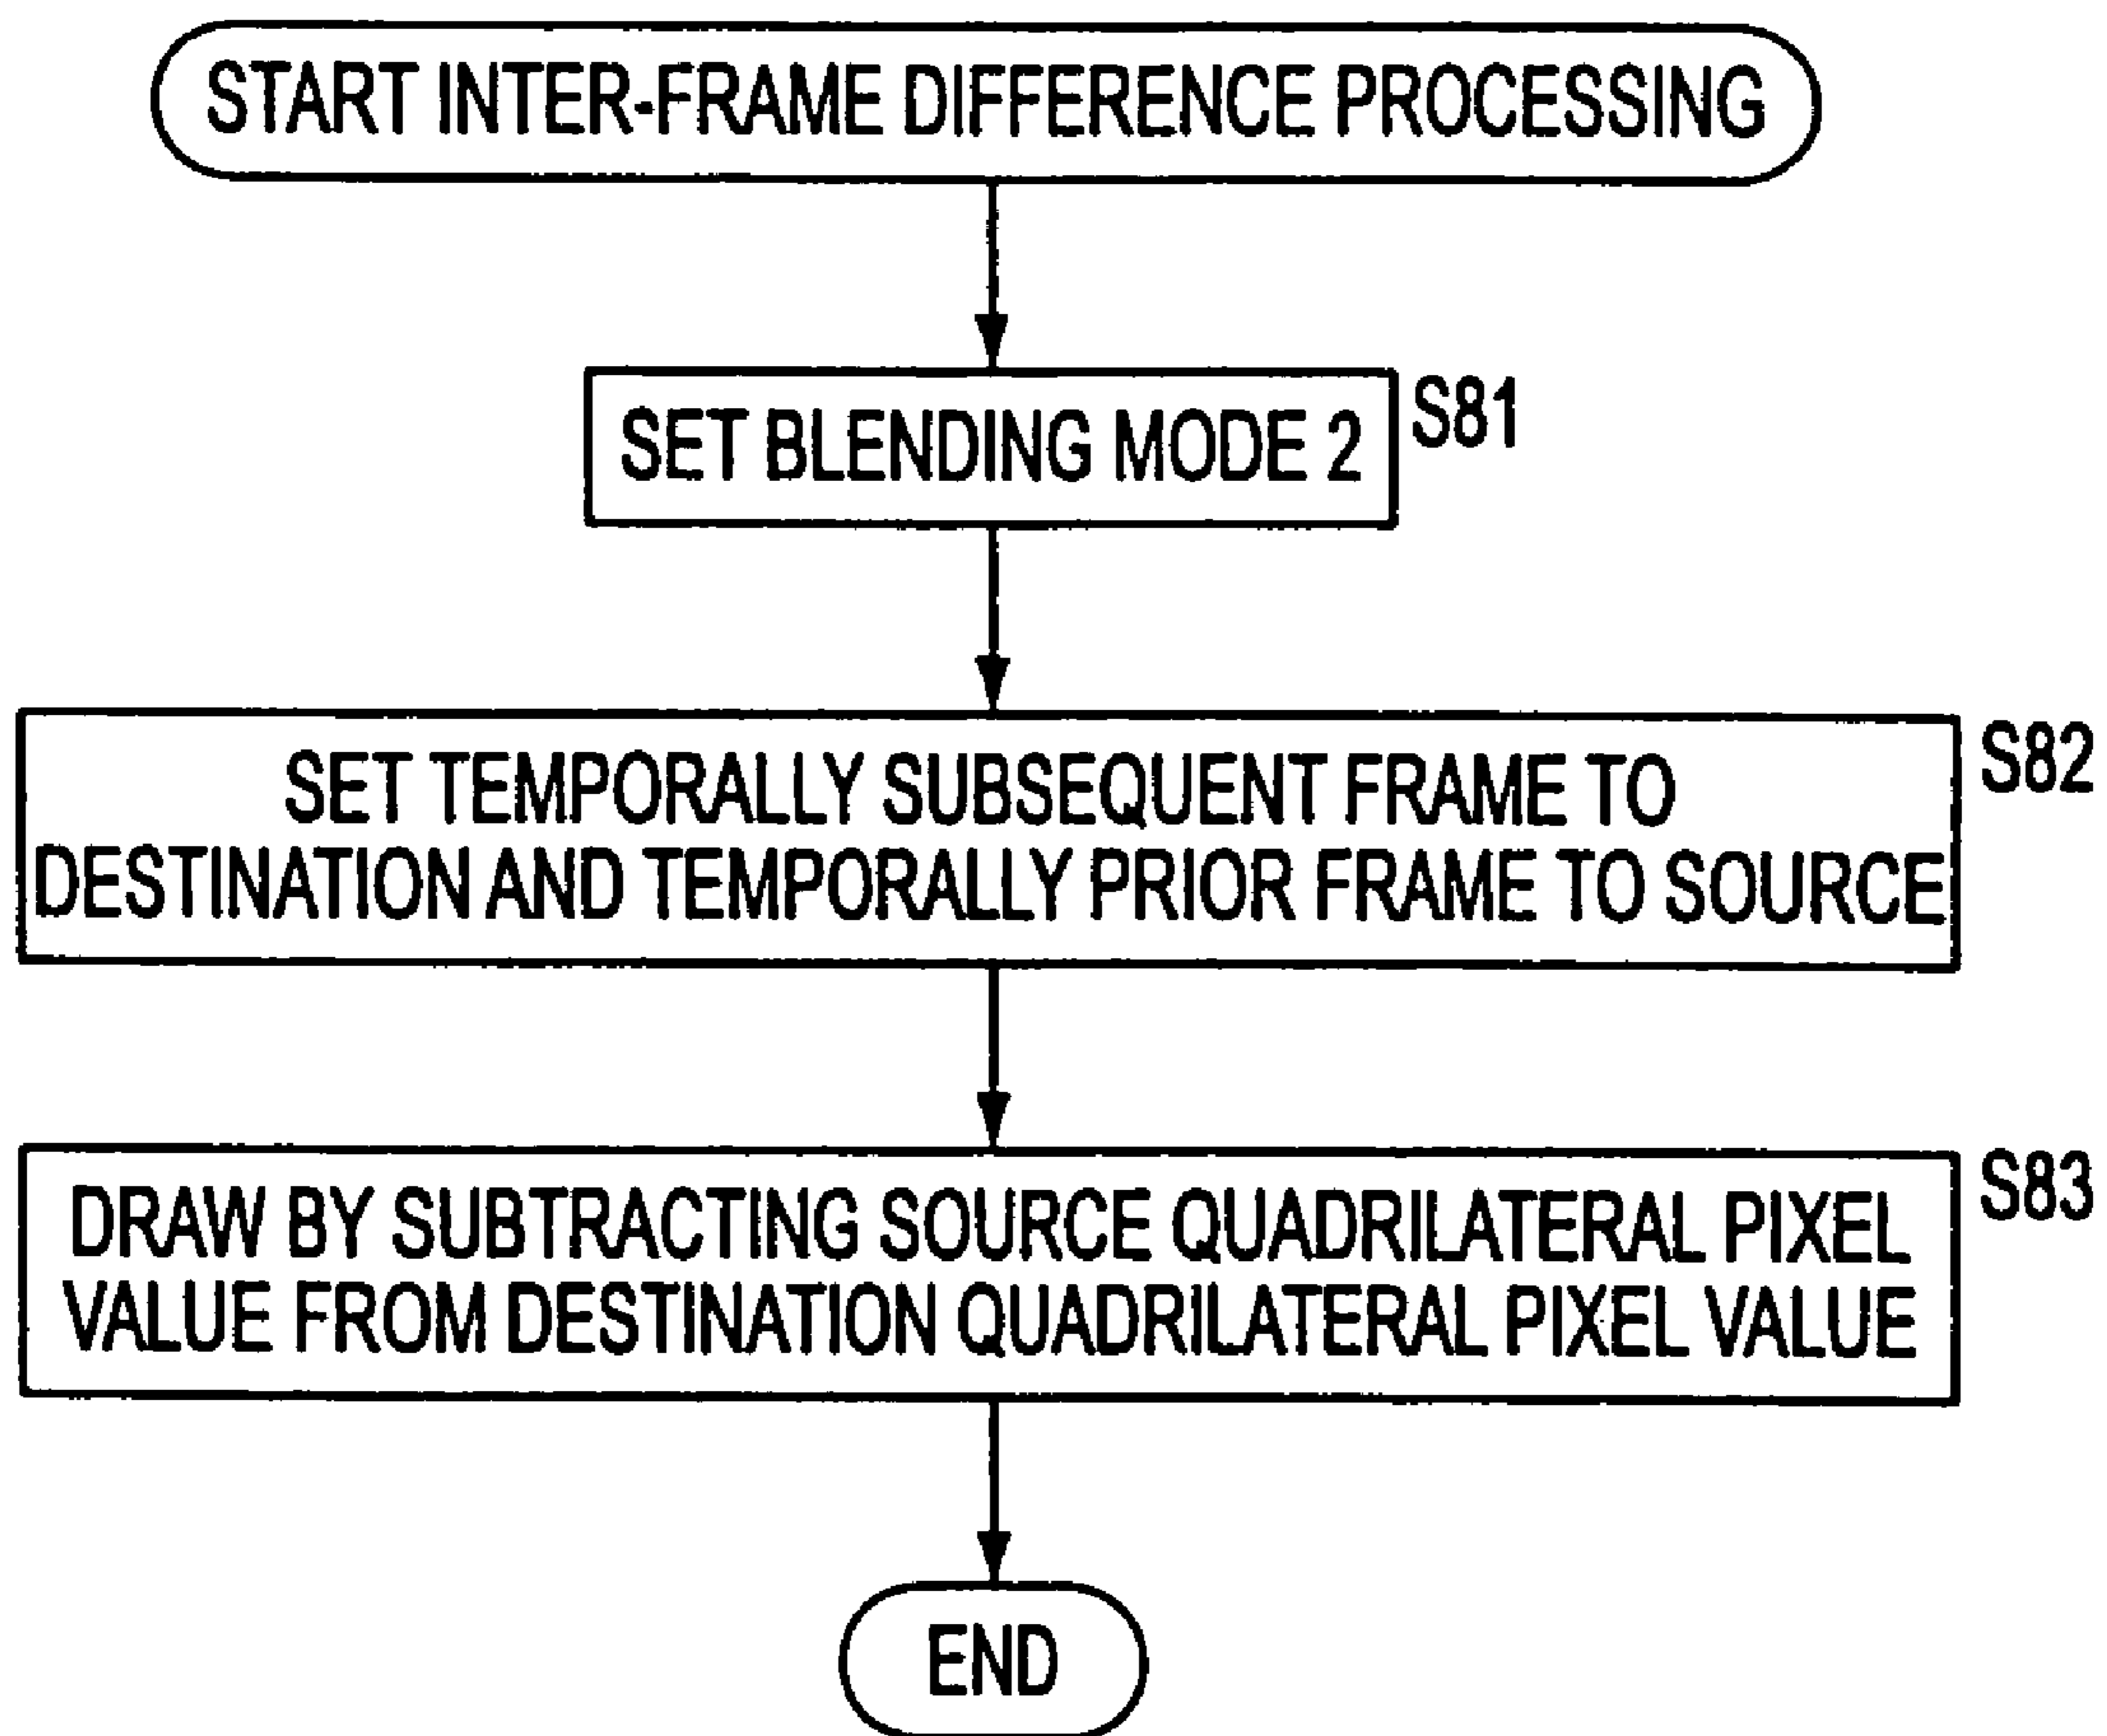 START INTER-FRAME DIFFERENCE PROCESSING
SET BLENDING MODE 2
S81
SET TEMPORALLY SUBSEQUENT FRAME TO
DESTINATION AND TEMPORALLY PRIOR FRAME TO SOURCE
S82
DRAW BY SUBTRACTING SOURCE QUADRILATERAL PIXEL
VALUE FROM DESTINATION QUADRILATERAL PIXEL VALUE
S83
END